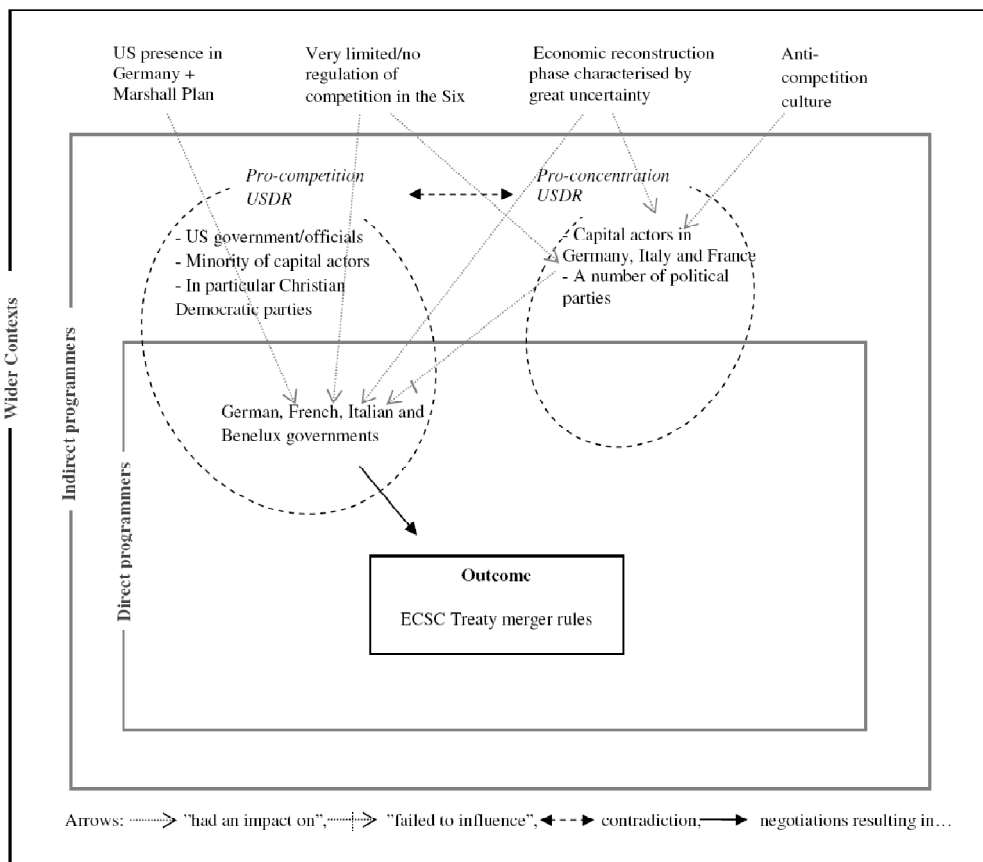 US presence in
Germany +
Marshall Plan
Very limited/no
regulation of
competition in the Six
Economic reconstruction
phase characterised by
great uncertainty
Anti-
competition
culture
Pro-competition
USDR
Pro-concentration
USDR
- US government/officials
- Minority of capital actors
- In particular Christian
Democratic parties
- Capital actors in
Germany, Italy and France
- A number of political
parties
Wider Contexts
Indirect programmers
Direct programmers
German, French, Italian and
Benelux governments
Outcome
ECSC Treaty merger rules
Arrows: "had an impact on", "failed to influence", contradiction, negotiations resulting in…